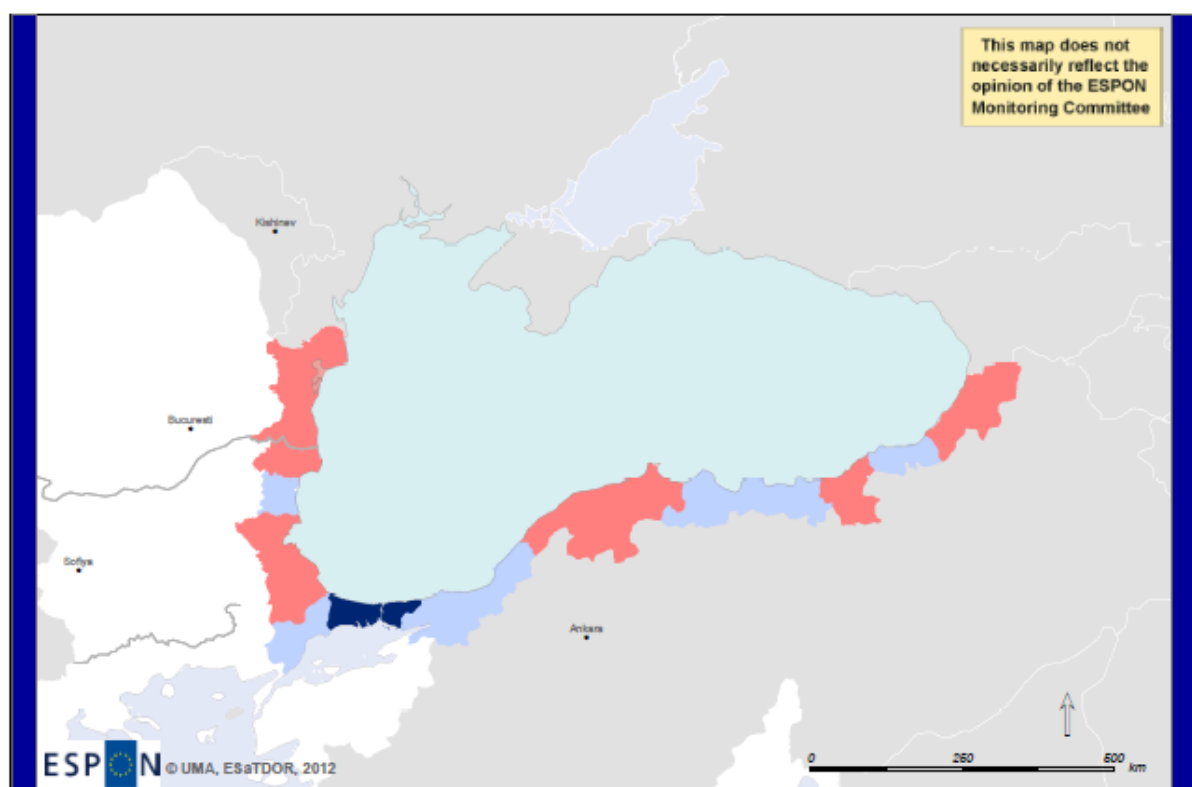 This map does not
necessarily reflect the
opinion of the ESPON
Monitoring Committee
Kishinev
Bucuresti
Sofiya
Ankara
0 250 500
km
ESPON © UMA, ESaTDOR, 2012